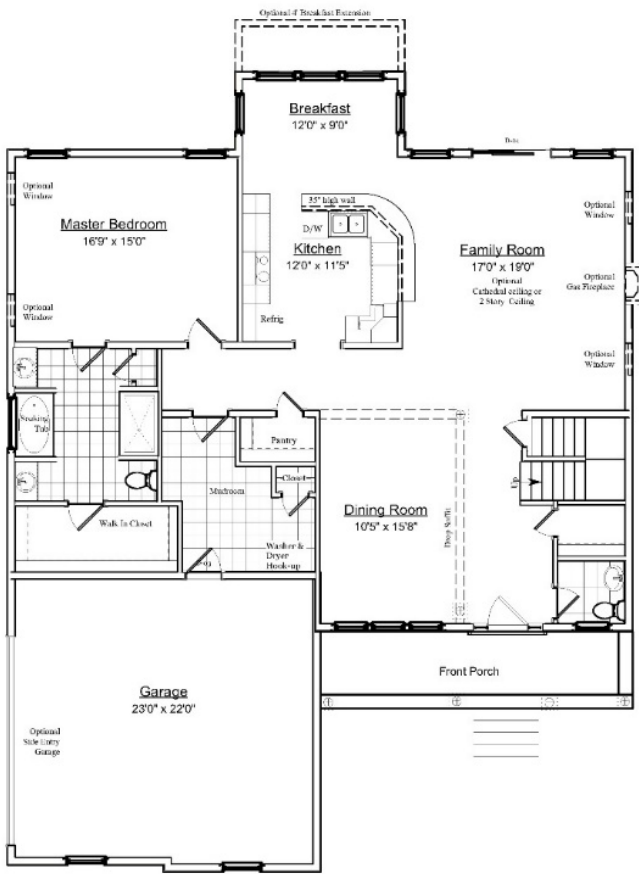 Optional 4' Breakfast Extension
Breakfast
12'0" x 9'0"
Optional
Window
Master Bedroom
16'9" x 15'0"
Optional
Window
35" high wall
D/W
Kitchen
12'0" x 11'5"
Refrig
Family Room
17'0" x 19'0"
Optional
Cathedral ceiling or
2 Story Ceiling
Optional
Window
Optional
Gas Fireplace
Optional
Window
Soaking
Tub
Pantry
Closet
Mudroom
Walk In Closet
Washer &
Dryer
Hook-up
Dining Room
10'5" x 15'8"
Drop Soffit
Up
Front Porch
Garage
23'0" x 22'0"
Optional
Side Entry
Garage